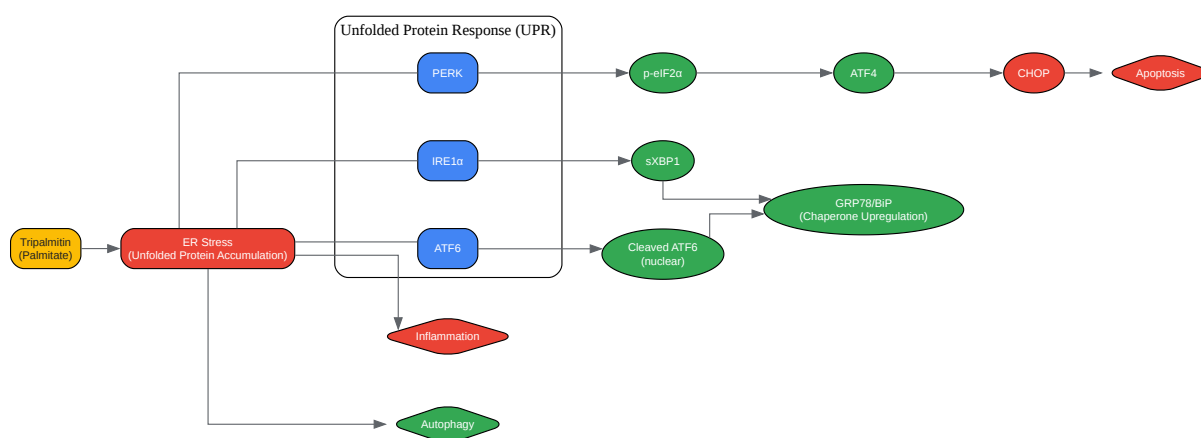 Unfolded Protein Response (UPR)
PERK
p-eIF2α
ATF4
CHOP
Apoptosis
IRE1α
sXBP1
GRP78/BiP
(Chaperone Upregulation)
Tripalmitin
(Palmitate)
ER Stress
(Unfolded Protein Accumulation)
ATF6
Cleaved ATF6
(nuclear)
Inflammation
Autophagy